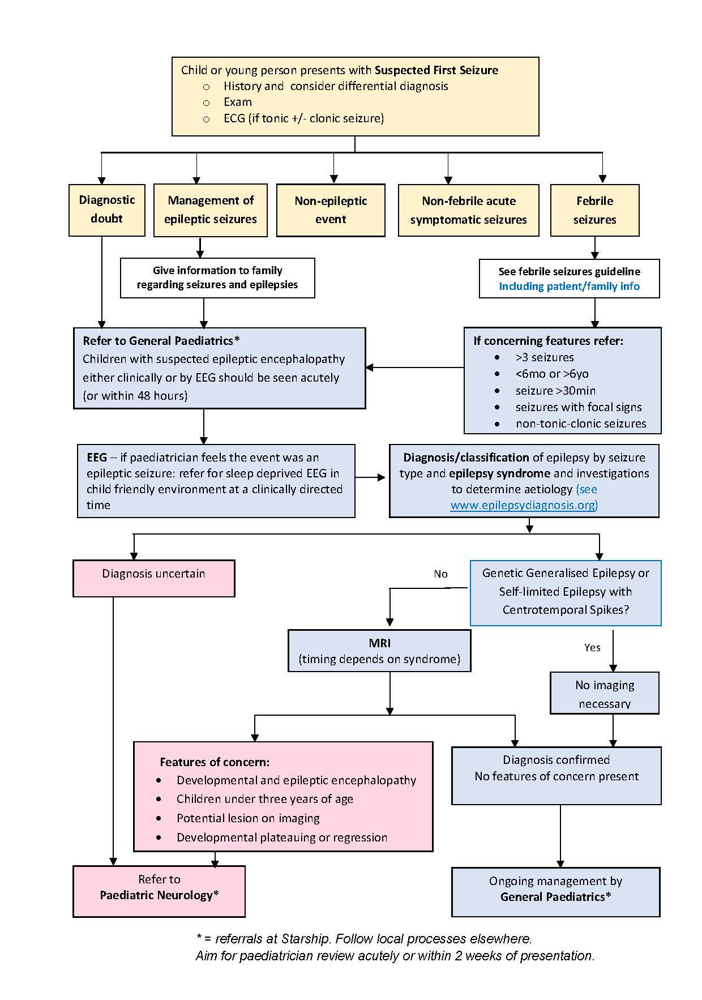 Child or young person presents with Suspected First Seizure
o History and consider differential diagnosis
o Exam
o ECG (if tonic +/- clonic seizure)
Diagnostic
doubt
Management of
epileptic seizures
Non-epileptic
event
Non-febrile acute
symptomatic seizures
Febrile
seizures
Give information to family
regarding seizures and epilepsies
See febrile seizures guideline
Including patient/family info
Refer to General Paediatrics*
Children with suspected epileptic encephalopathy
either clinically or by EEG should be seen acutely
(or within 48 hours)
If concerning features refer:
• >3 seizures
• <6mo or >6yo
• seizure >30min
• seizures with focal signs
• non-tonic-clonic seizures
EEG – if paediatrician feels the event was an
epileptic seizure: refer for sleep deprived EEG in
child friendly environment at a clinically directed
time
Diagnosis/classification of epilepsy by seizure
type and epilepsy syndrome and investigations
to determine aetiology (see
www.epilepsydiagnosis.org)
Diagnosis uncertain
No
Genetic Generalised Epilepsy or
Self-limited Epilepsy with
Centrotemporal Spikes?
MRI
(timing depends on syndrome)
Yes
No imaging
necessary
Features of concern:
• Developmental and epileptic encephalopathy
• Children under three years of age
• Potential lesion on imaging
• Developmental plateauing or regression
Diagnosis confirmed
No features of concern present
Refer to
Paediatric Neurology*
Ongoing management by
General Paediatrics*
* = referrals at Starship. Follow local processes elsewhere.
Aim for paediatrician review acutely or within 2 weeks of presentation.